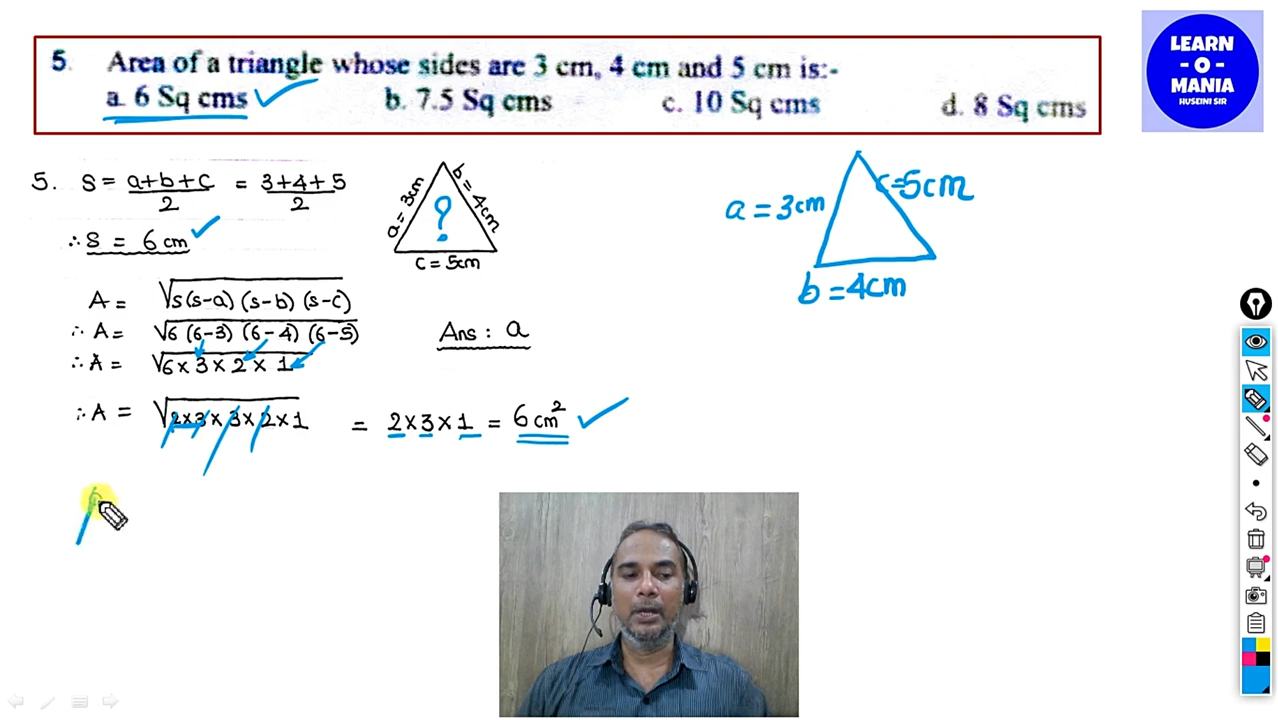 5. Area of a triangle whose sides are 3 cm, 4 cm and 5 cm is:-
a. 6 Sq cms b. 7.5 Sq cms c. 10 Sq cms d. 8 Sq cms
LEARN
- O -
MANIA
HUSEINI SIR
5. S = a+b+c/2 = 3+4+5/2
∴ S = 6 cm
a = 3cm
b = 4cm
?
c = 5cm
a = 3cm
c=5cm
b = 4cm
A = √s(s-a) (s-b) (s-c)
∴ A = √6 (6-3) (6-4) (6-5)
∴ A = √6 × 3 × 2 × 1
Ans : a
∴ A = √2×3 × 3 × 2 × 1 = 2 × 3 × 1 = 6 cm²